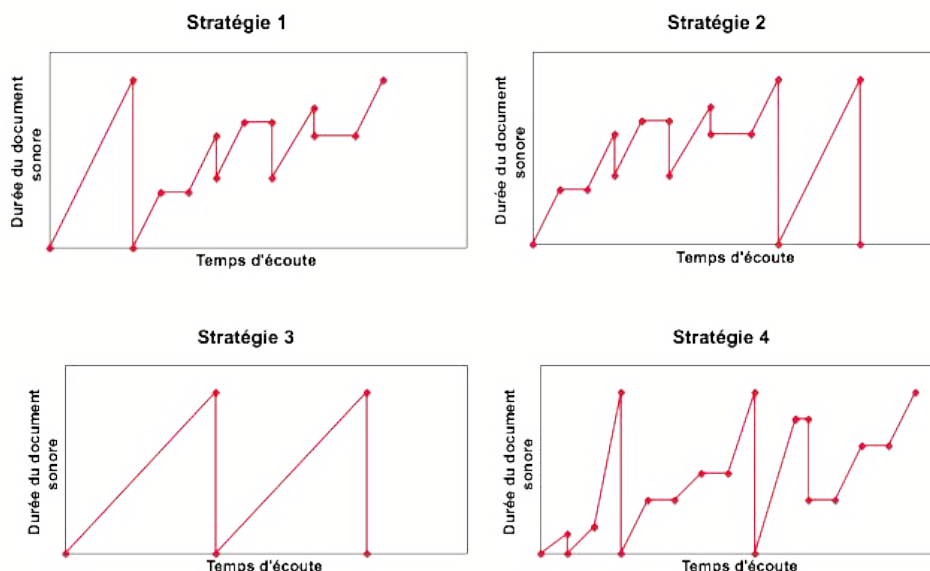 Stratégie 1
Durée du document
sonore
Temps d'écoute
Stratégie 2
Durée du document
sonore
Temps d'écoute
Stratégie 3
Durée du document
sonore
Temps d'écoute
Stratégie 4
Durée du document
sonore
Temps d'écoute